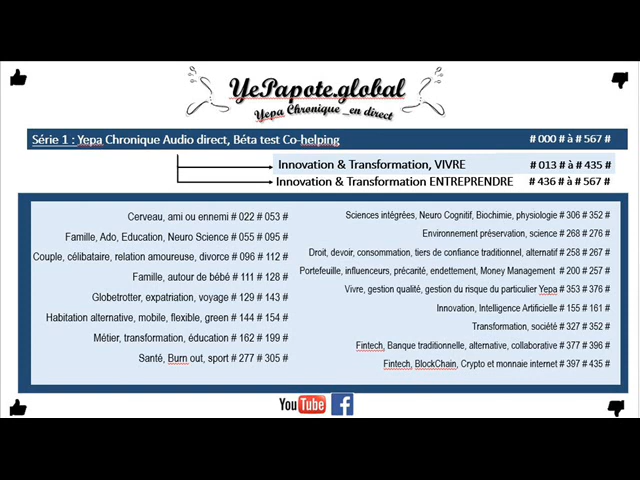 YePapote.global
Yepa Chronique _en direct
Série 1 : Yepa Chronique Audio direct, Béta test Co-helping # 000 # à # 567 #
Innovation & Transformation, VIVRE # 013 # à # 435 #
Innovation & Transformation ENTREPRENDRE # 436 # à # 567 #
Cerveau, ami ou ennemi # 022 # 053 #
Famille, Ado, Education, Neuro Science # 055 # 095 #
Couple, célibataire, relation amoureuse, divorce # 096 # 112 #
Famille, autour de bébé # 111 # 128 #
Globetrotter, expatriation, voyage # 129 # 143 #
Habitation alternative, mobile, flexible, green # 144 # 154 #
Métier, transformation, éducation # 162 # 199 #
Santé, Burn out, sport # 277 # 305 #
Sciences intégrées, Neuro Cognitif, Biochimie, physiologie # 306 # 352 #
Environnement préservation, science # 268 # 276 #
Droit, devoir, consommation, tiers de confiance traditionnel, alternatif # 258 # 267 #
Portefeuille, influenceurs, précarité, endettement, Money Management # 200 # 257 #
Vivre, gestion qualité, gestion du risque du particulier Yepa # 353 # 376 #
Innovation, Intelligence Artificielle # 155 # 161 #
Transformation, société # 327 # 352 #
Fintech, Banque traditionnelle, alternative, collaborative # 377 # 396 #
Fintech, BlockChain, Crypto et monnaie internet # 397 # 435 #
YouTube f